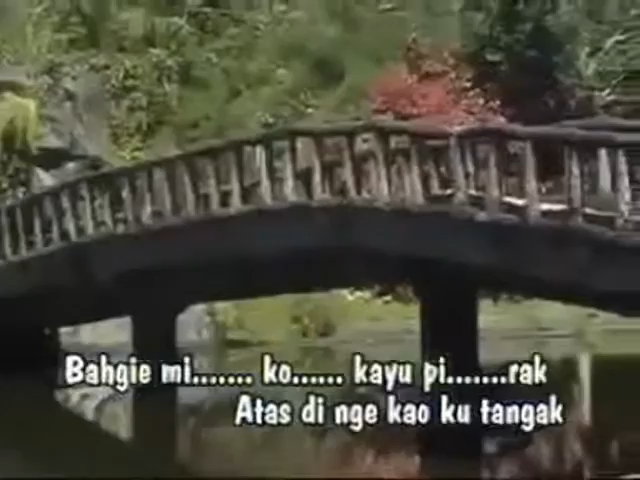 Bahgie mi....... ko...... kayu pi.......rak
Atas di nge kao ku tangak